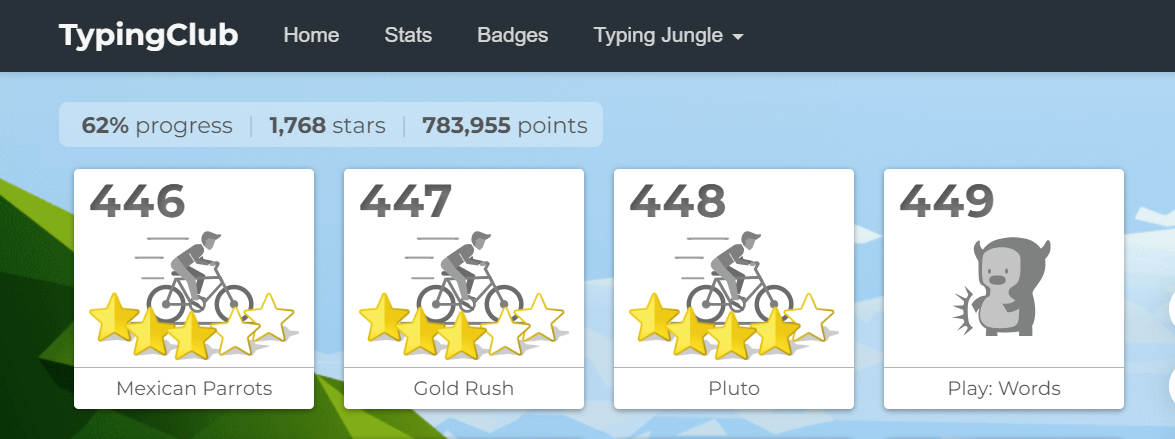 TypingClub Home Stats Badges Typing Jungle
62% progress | 1,768 stars | 783,955 points
446 447 448 449
Mexican Parrots Gold Rush Pluto Play: Words